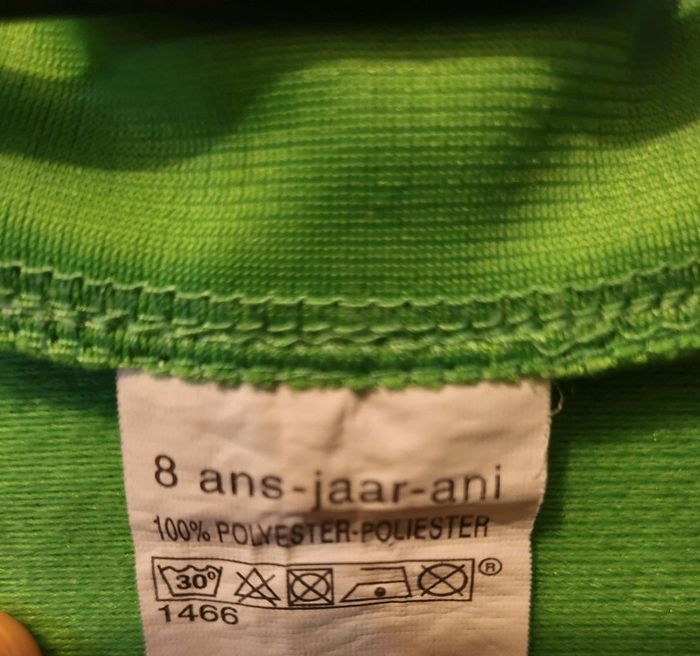 8 ans-jaar-ani
100% POLYESTER-POLIESTER
30° ®
1466